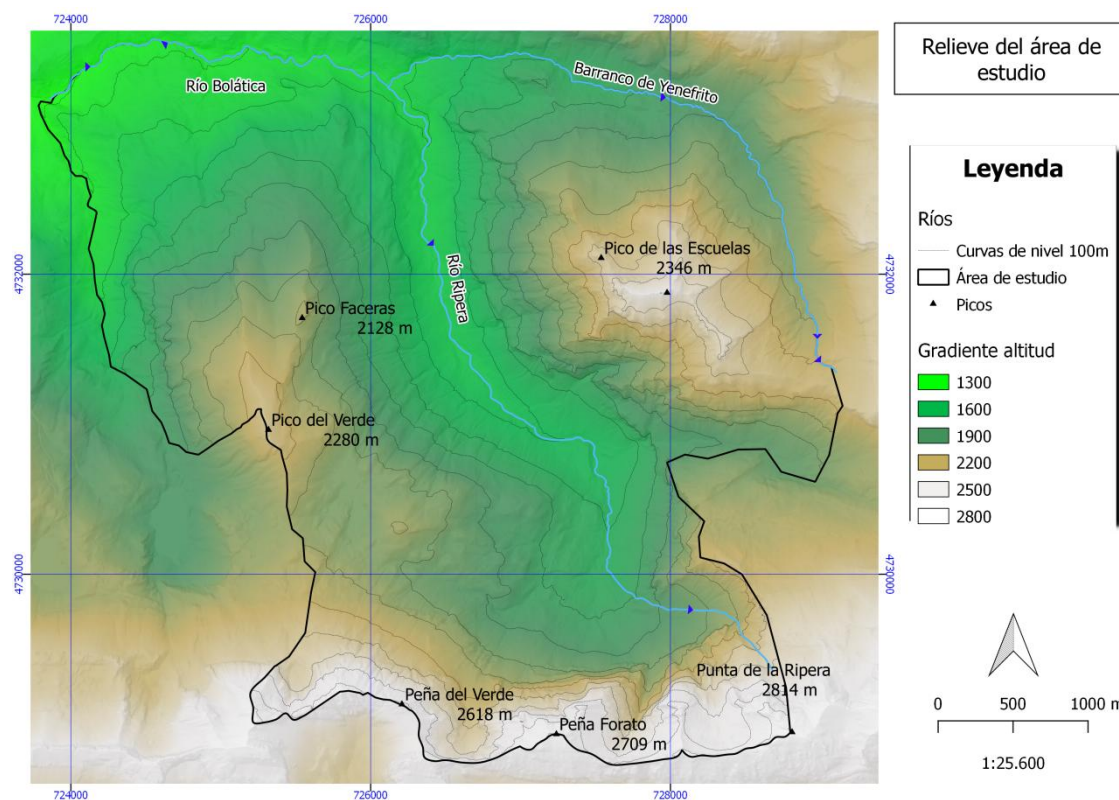 724000
726000
728000
Relieve del área de
estudio
Río Bolática
Barranco de Yenefrito
Leyenda
Ríos
Curvas de nivel 100m
Área de estudio
Picos
Gradiente altitud
1300
1600
1900
2200
2500
2800
4732000
4732000
Pico de las Escuelas
2346 m
Río Ripera
Pico Faceras
2128 m
Pico del Verde
2280 m
4730000
4730000
Punta de la Ripera
2814 m
Peña del Verde
2618 m
Peña Forato
2709 m
0
500
1000 m
1:25.600
724000
726000
728000